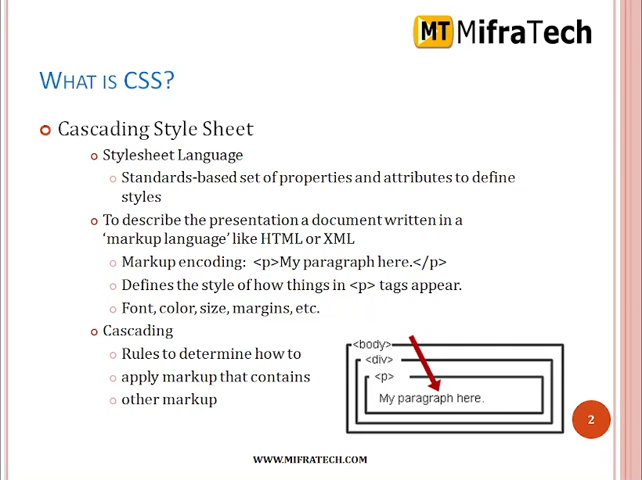 MT MifraTech
WHAT IS CSS?
Cascading Style Sheet
Stylesheet Language
Standards-based set of properties and attributes to define
styles
To describe the presentation a document written in a
‘markup language’ like HTML or XML
Markup encoding: <p>My paragraph here.</p>
Defines the style of how things in <p> tags appear.
Font, color, size, margins, etc.
Cascading
Rules to determine how to
apply markup that contains
other markup
<body>
<div>
<p>
My paragraph here.
2
WWW.MIFRATECH.COM